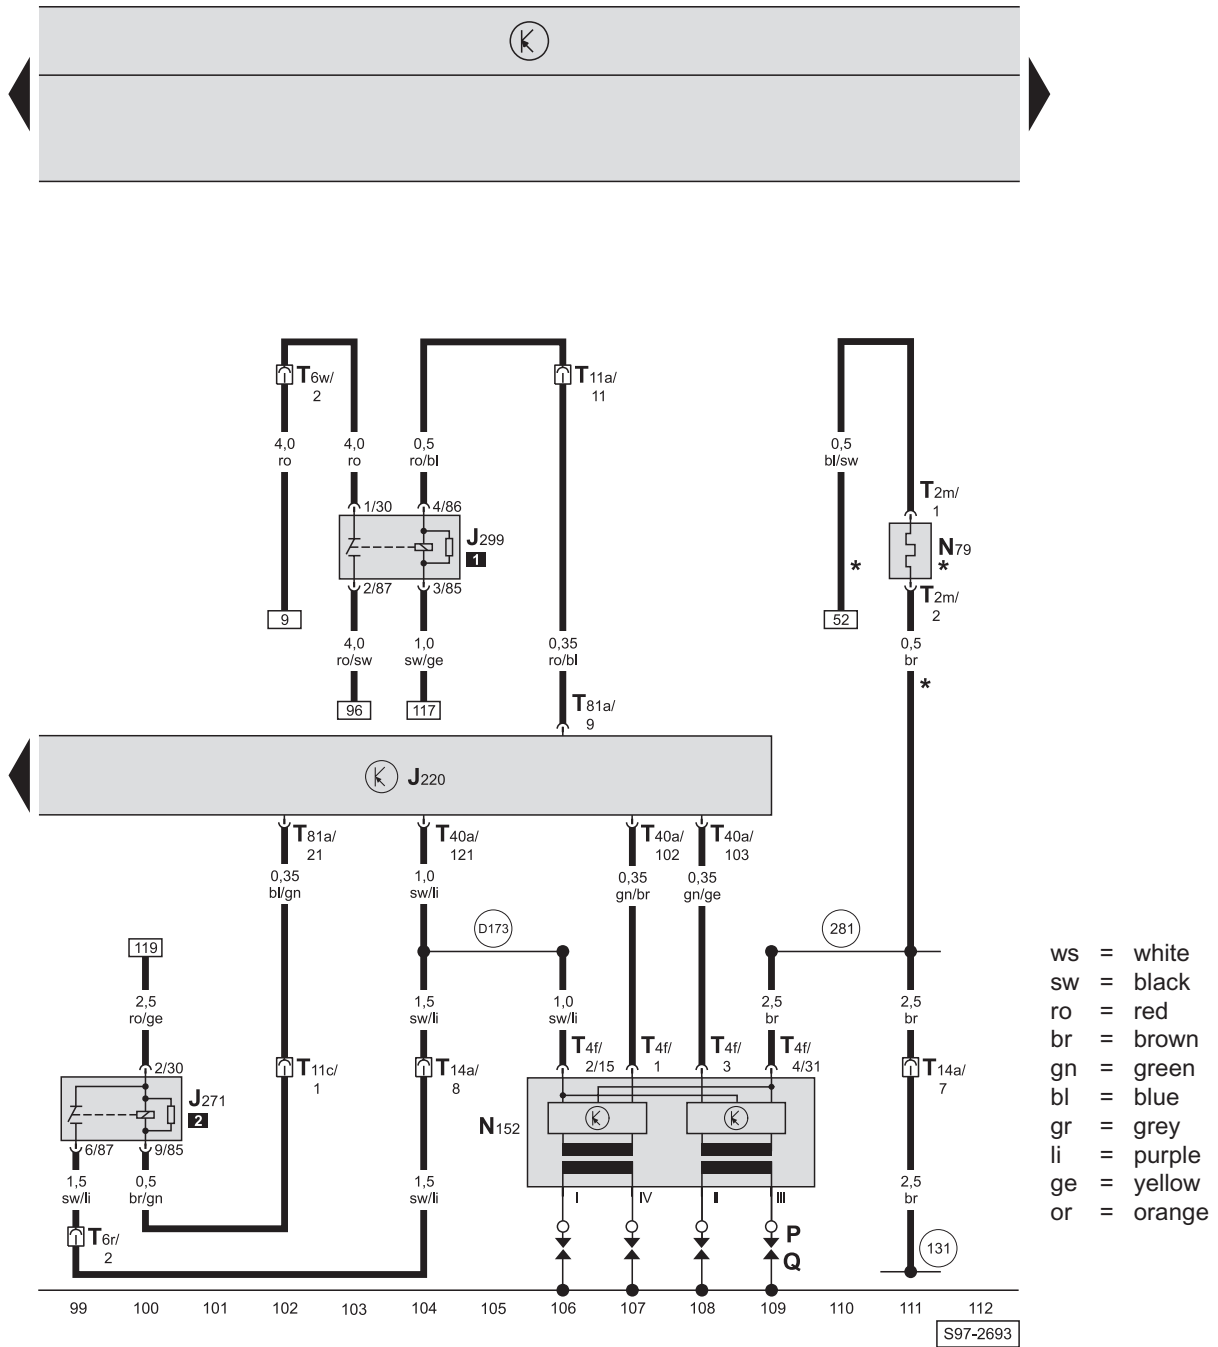 T6w/
2
T11a/
11
4,0
ro
4,0
ro
0,5
ro/bl
0,5
bl/sw
T2m/
1
1/30
4/86
J299
1
N79
*
*
2/87
3/85
T2m/
2
9
52
4,0
ro/sw
1,0
sw/ge
0,35
ro/bl
0,5
br
*
96
117
T81a/
9
J220
T81a/
21
T40a/
121
T40a/
102
T40a/
103
0,35
bl/gn
1,0
sw/li
0,35
gn/br
0,35
gn/ge
D173
281
119
2,5
ro/ge
1,5
sw/li
1,0
sw/li
2,5
br
2,5
br
T4f/
2/15
T4f/
1
T4f/
3
T4f/
4/31
2/30
T11c/
1
T14a/
8
T14a/
7
J271
2
N152
6/87
9/85
1,5
sw/li
0,5
br/gn
1,5
sw/li
I
IV
II
III
2,5
br
T6r/
2
P
Q
131
99 100 101 102 103 104 105 106 107 108 109 110 111 112
S97-2693
ws = white
sw = black
ro = red
br = brown
gn = green
bl = blue
gr = grey
li = purple
ge = yellow
or = orange